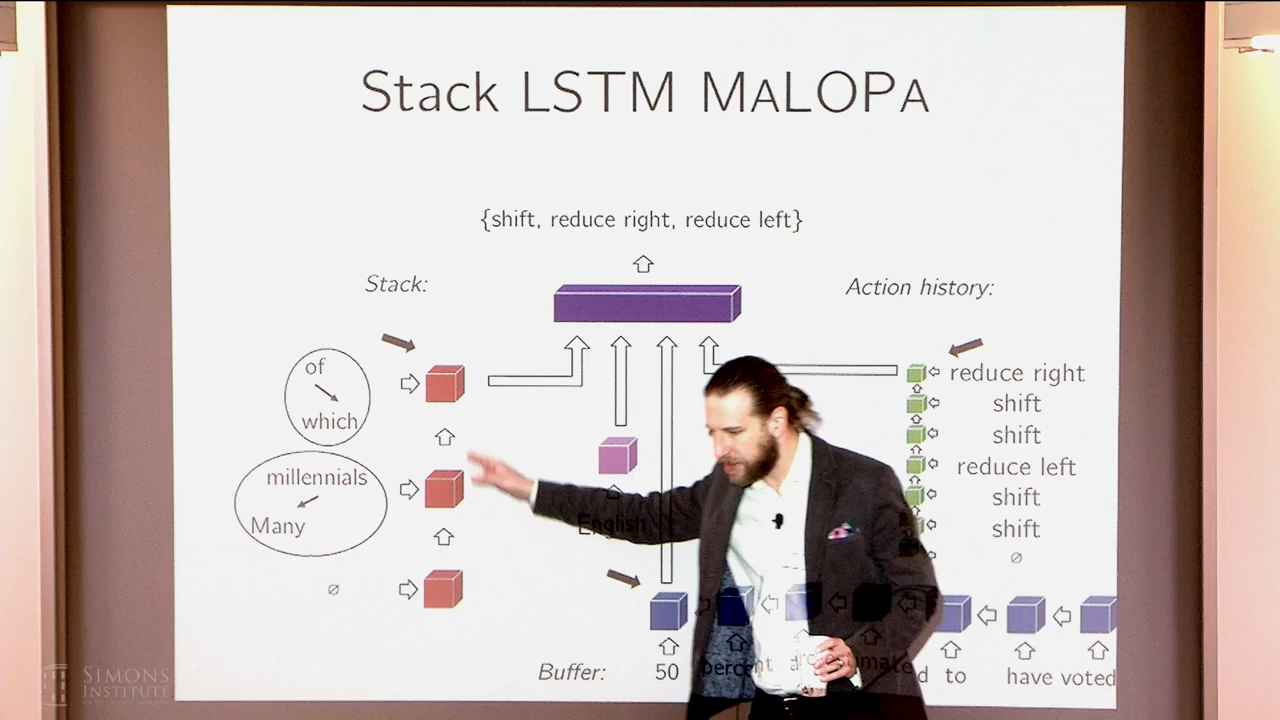 Stack LSTM MALOPA
{shift, reduce right, reduce left}
Stack:
Action history:
of
which
millennials
Many
∅
English
reduce right
shift
shift
reduce left
shift
shift
∅
Buffer: 50 percent estimated to have voted
SIMONS
INSTITUTE